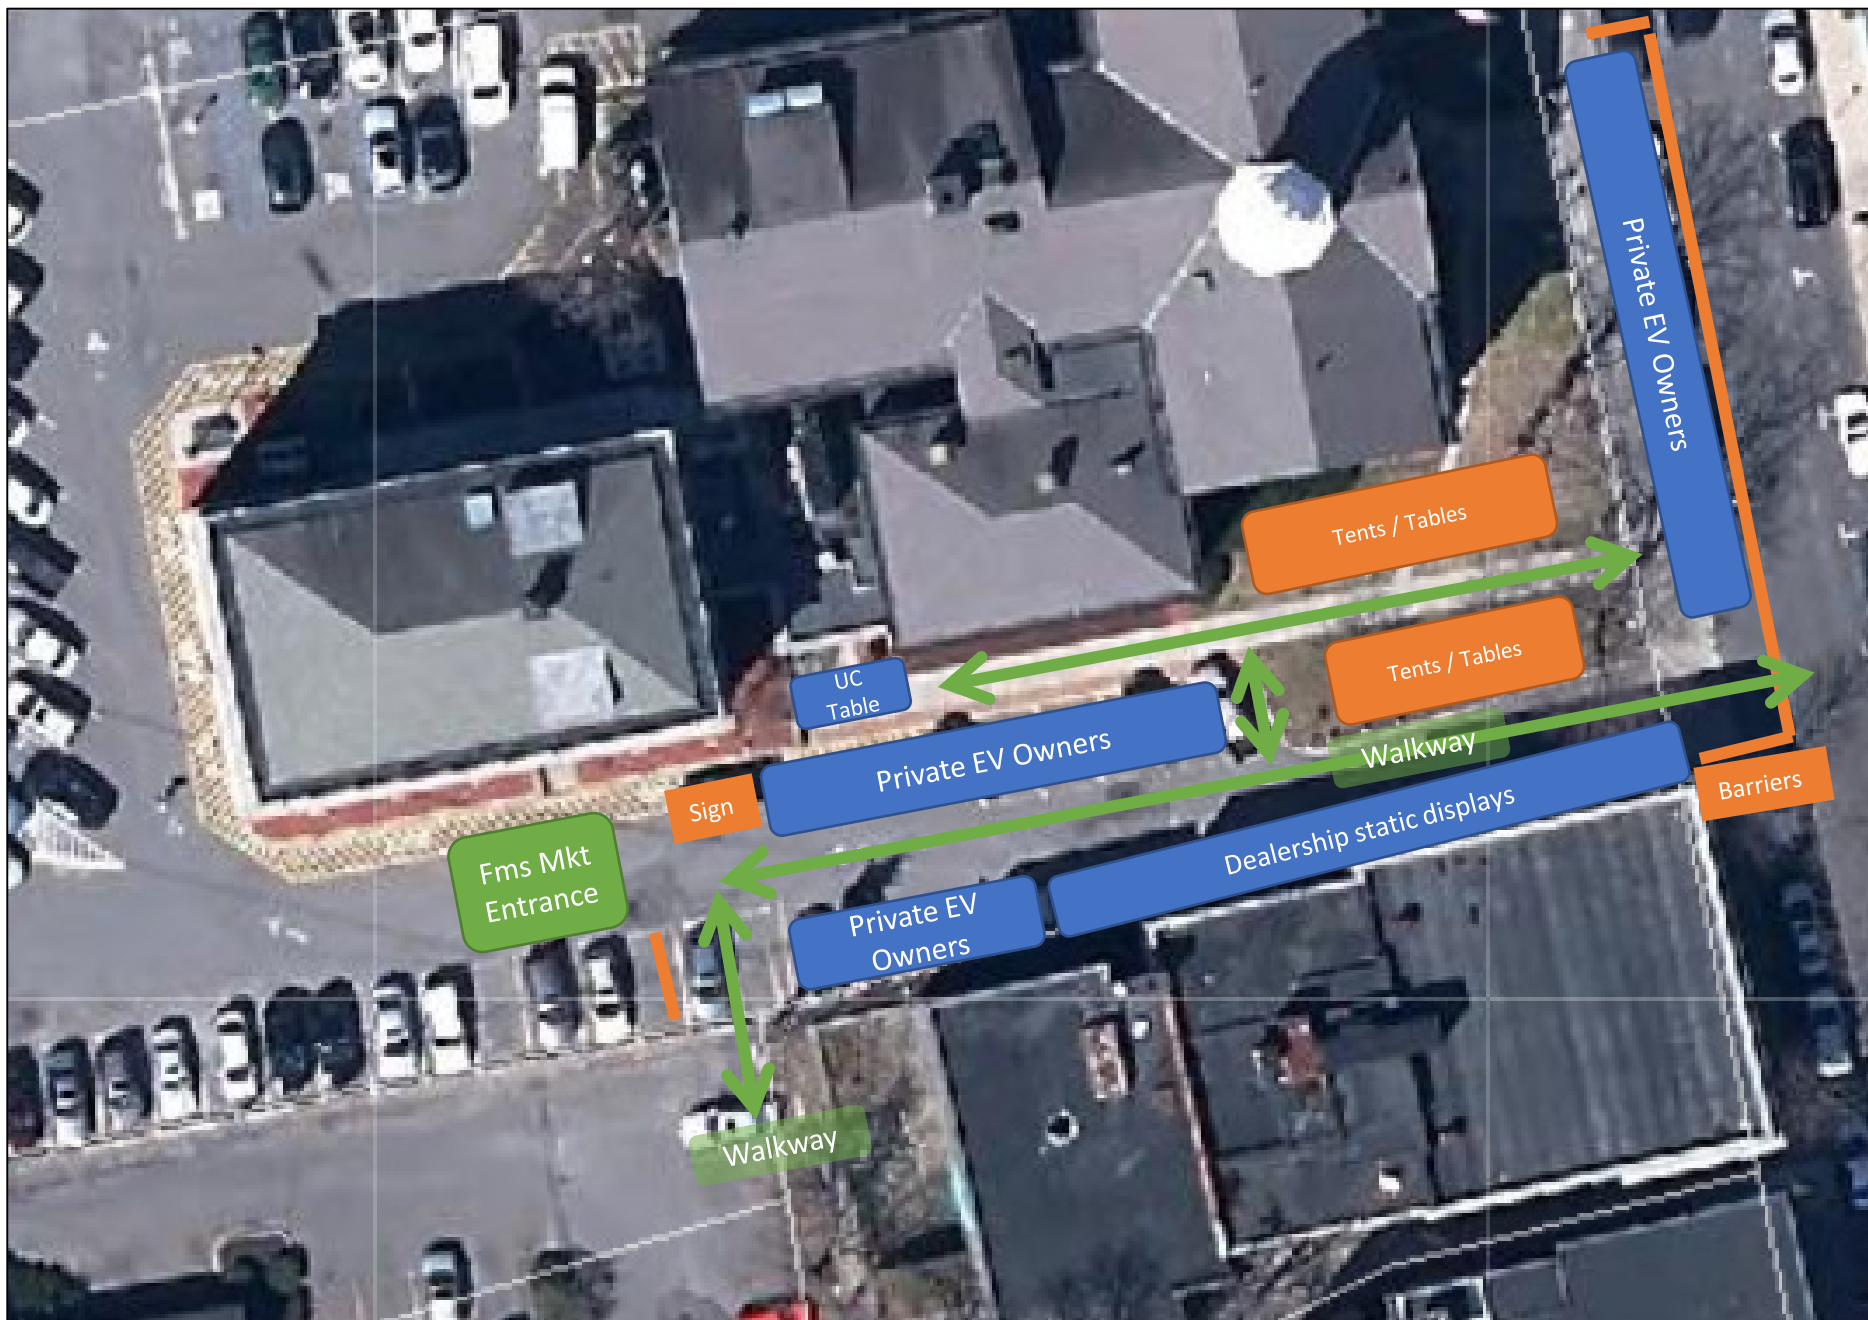 Private EV Owners
Tents / Tables
Tents / Tables
UC
Table
Private EV Owners
Walkway
Sign
Barriers
Dealership static displays
Fms Mkt
Entrance
Private EV
Owners
Walkway